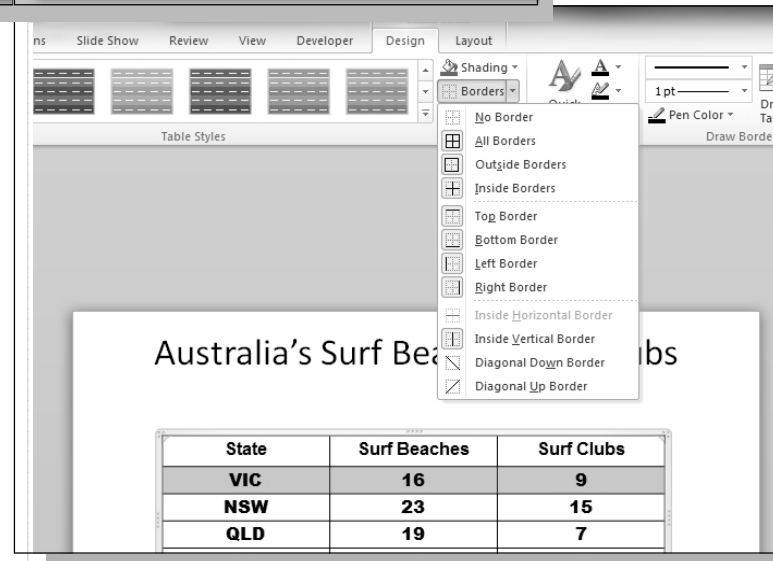 ns Slide Show Review View Developer Design Layout
Shading
Borders
1 pt
Pen Color
Table Styles
No Border
All Borders
Outside Borders
Inside Borders
Top Border
Bottom Border
Left Border
Right Border
Inside Horizontal Border
Inside Vertical Border
Diagonal Down Border
Diagonal Up Border
Australia's Surf Bea ubs
State Surf Beaches Surf Clubs
VIC 16 9
NSW 23 15
QLD 19 7